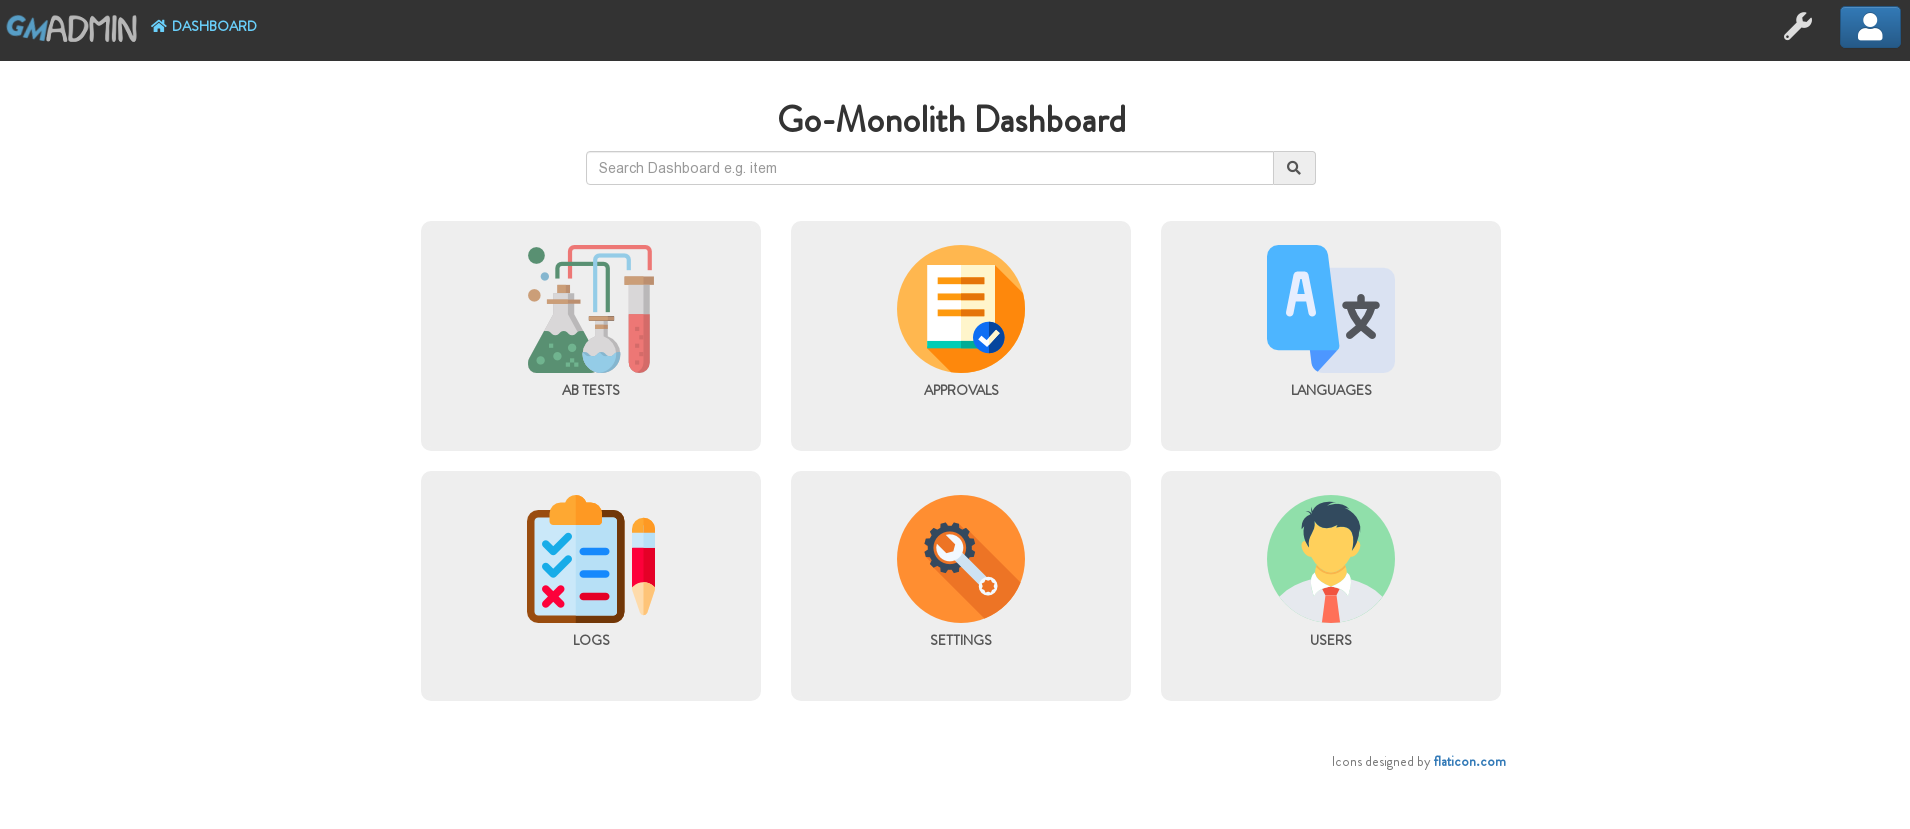 GMADMIN DASHBOARD
Go-Monolith Dashboard
Search Dashboard e.g. item
A 文
AB TESTS APPROVALS LANGUAGES
LOGS SETTINGS USERS
Icons designed by flaticon.com